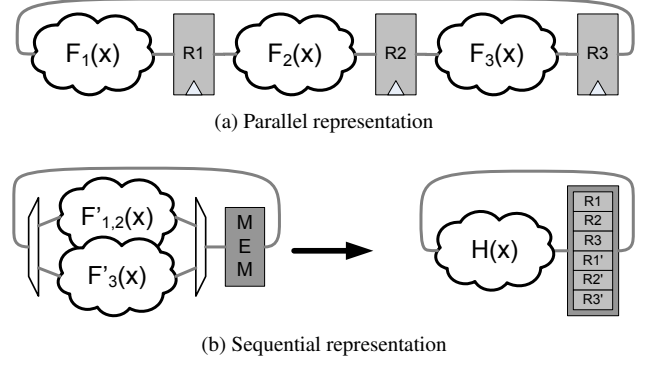 F₁(x) R1 F₂(x) R2 F₃(x) R3
(a) Parallel representation
F'₁,₂(x)
F'₃(x)
M
E
M
H(x)
R1
R2
R3
R1'
R2'
R3'
(b) Sequential representation